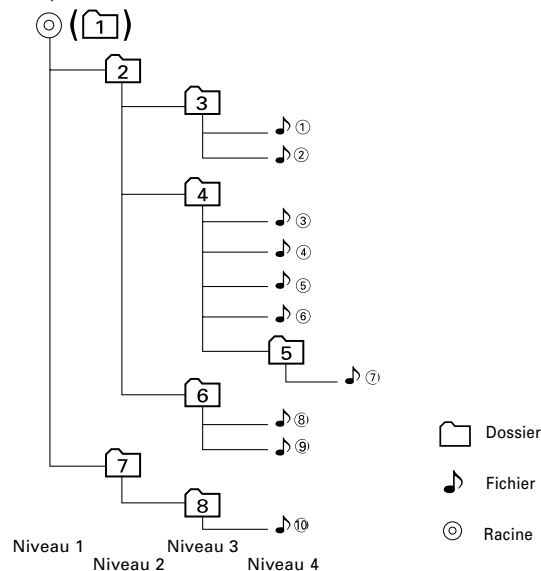 (1)
2
3
①
②
4
③
④
⑤
⑥
5
⑦
6
⑧
⑨
7
8
⑩
Dossier
Fichier
Racine
Niveau 1
Niveau 2
Niveau 3
Niveau 4